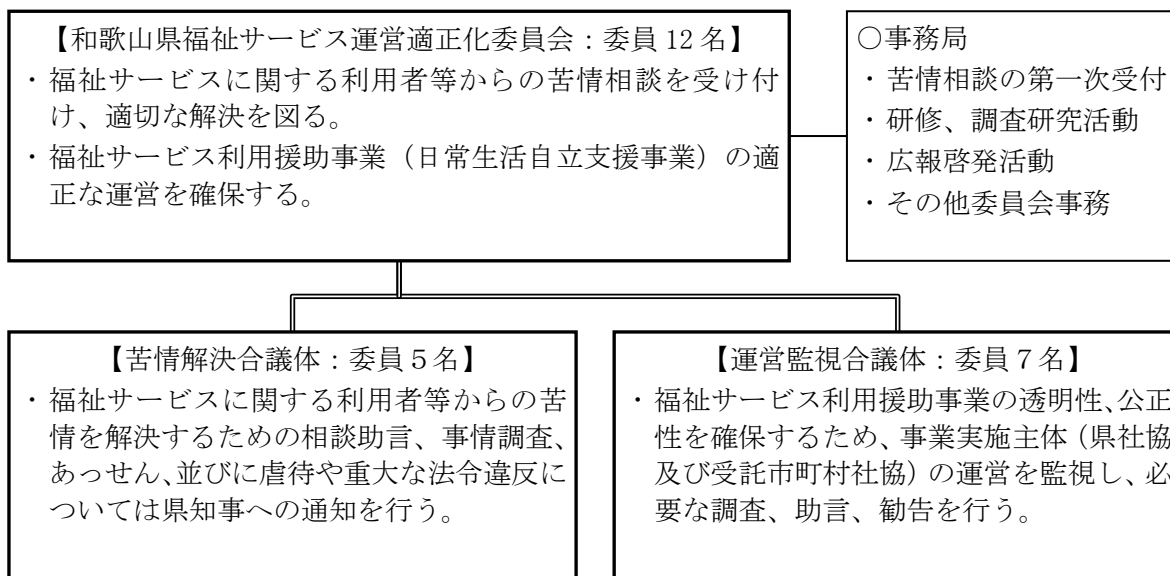 【和歌山県福祉サービス運営適正化委員会：委員 12 名】
・福祉サービスに関する利用者等からの苦情相談を受け付
け、適切な解決を図る。
・福祉サービス利用援助事業（日常生活自立支援事業）の適
正な運営を確保する。
○事務局
・苦情相談の第一次受付
・研修、調査研究活動
・広報啓発活動
・その他委員会事務
【苦情解決合議体：委員５名】
・福祉サービスに関する利用者等からの苦
情を解決するための相談助言、事情調査、
あっせん、並びに虐待や重大な法令違反に
ついては県知事への通知を行う。
【運営監視合議体：委員７名】
・福祉サービス利用援助事業の透明性、公正
性を確保するため、事業実施主体（県社協
及び受託市町村社協）の運営を監視し、必
要な調査、助言、勧告を行う。